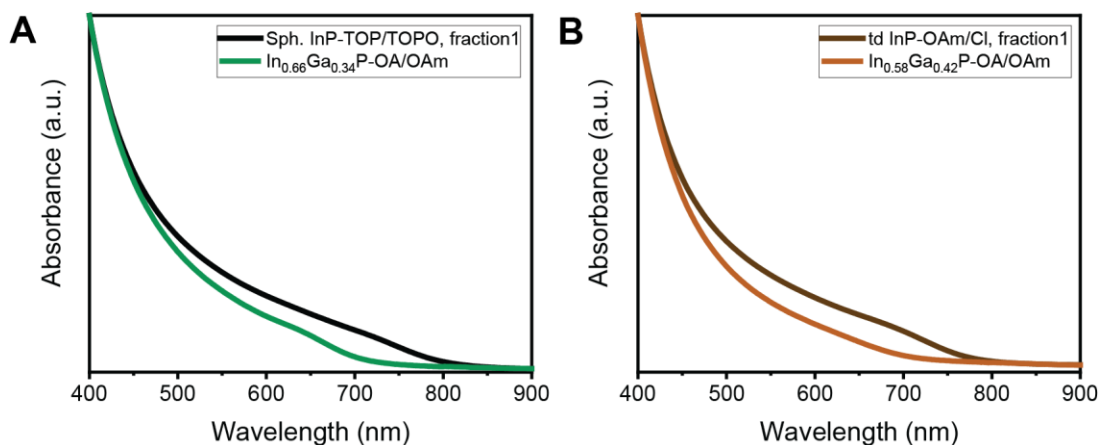 A
Sph. InP-TOP/TOPO, fraction1
In0.66Ga0.34P-OA/OAm
Absorbance (a.u.)
400 500 600 700 800 900
Wavelength (nm)
B
td InP-OAm/Cl, fraction1
In0.58Ga0.42P-OA/OAm
Absorbance (a.u.)
400 500 600 700 800 900
Wavelength (nm)